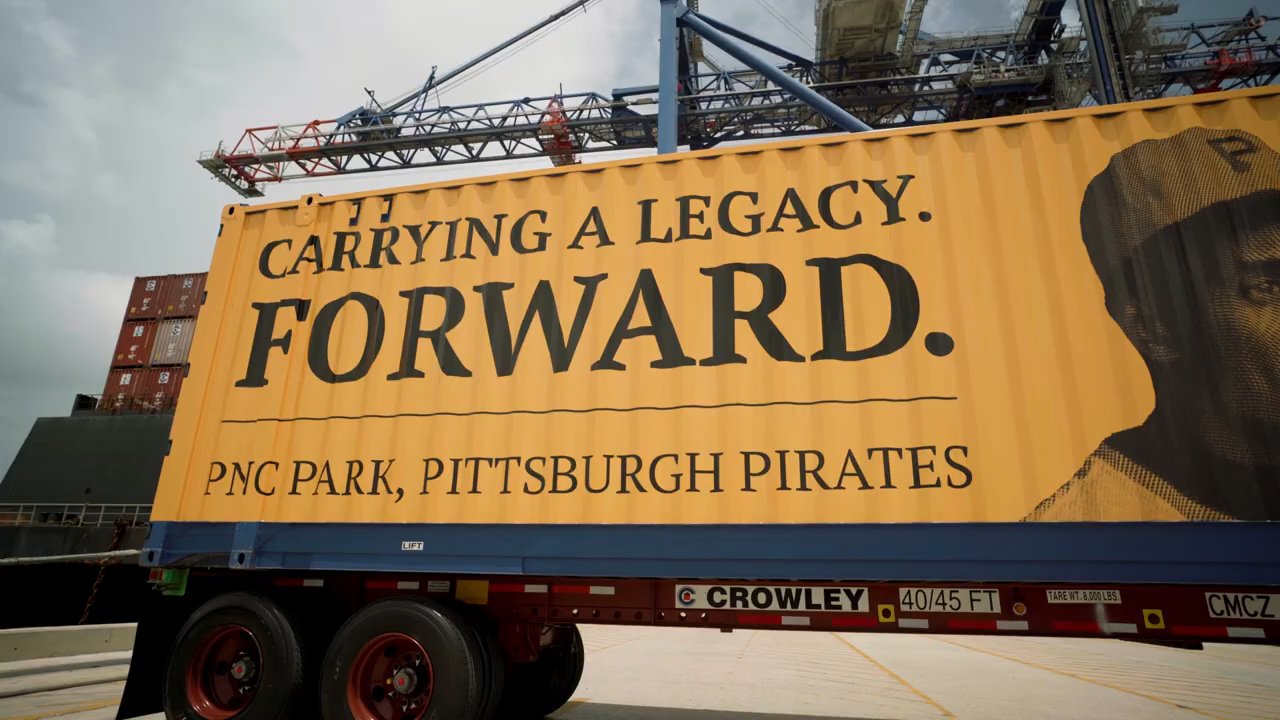 P
CARRYING A LEGACY.
FORWARD.
PNC PARK, PITTSBURGH PIRATES
LIFT
CROWLEY
40/45 FT
TARE WT. 8,000 LBS.
CMCZ